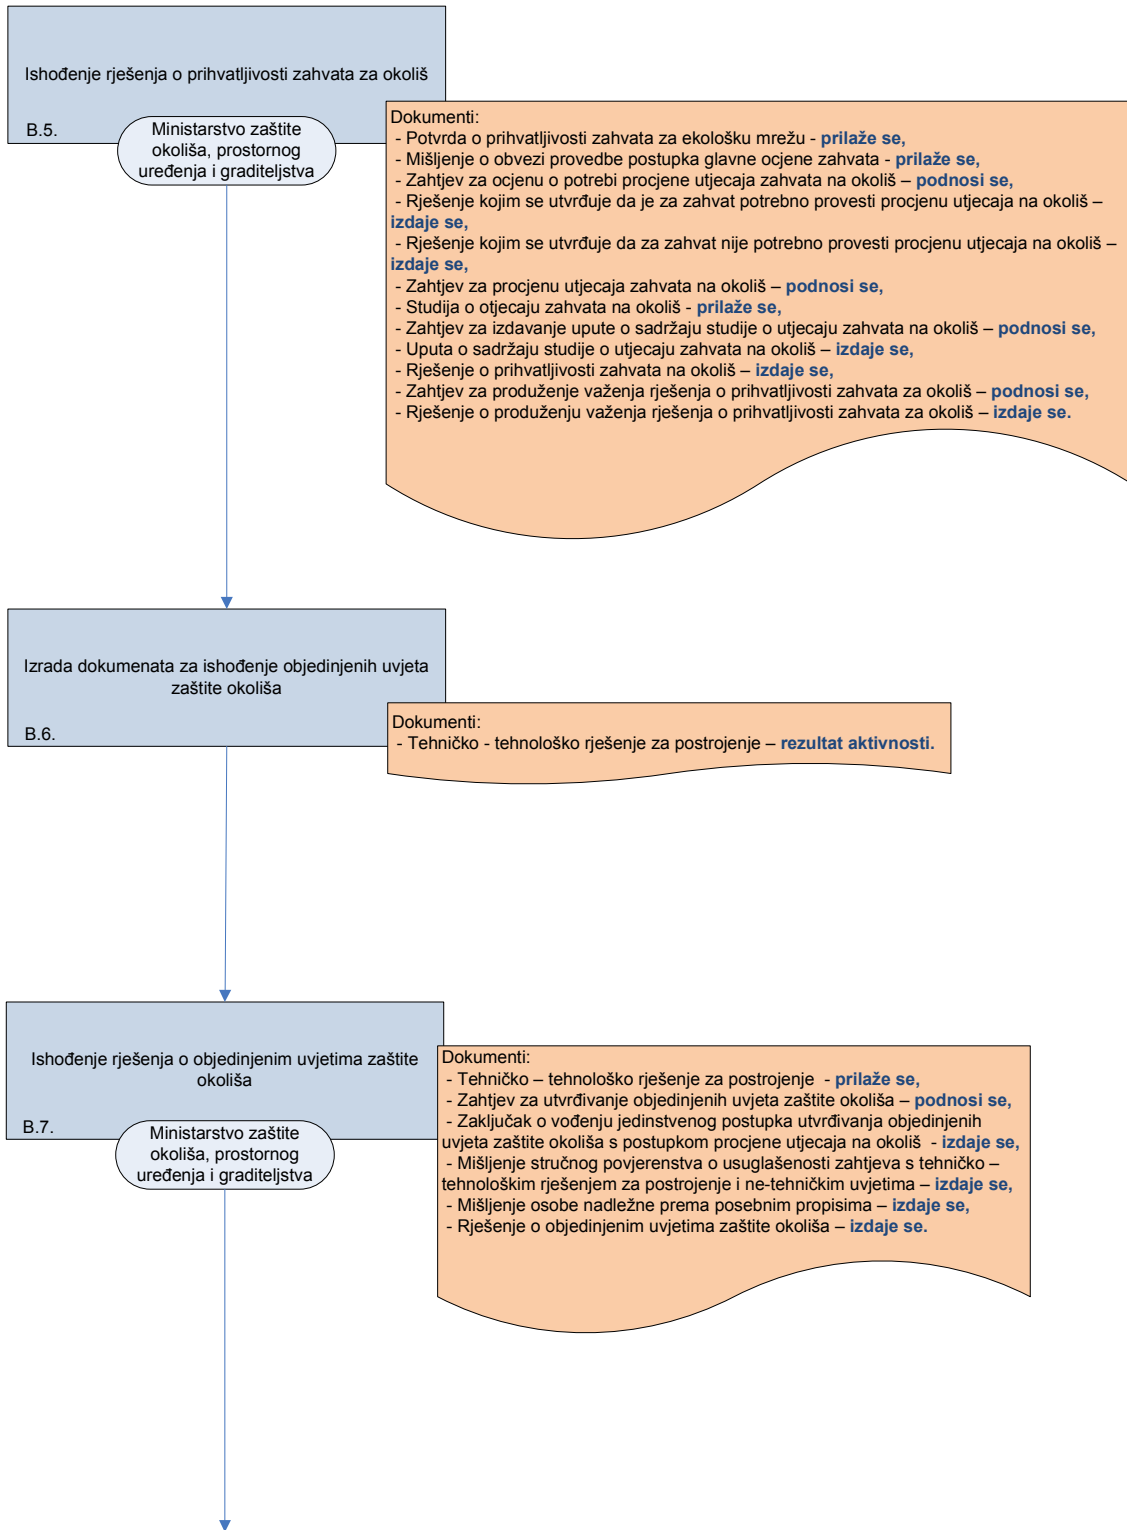 Ishođenje rješenja o prihvatljivosti zahvata za okoliš
B.5.
Ministarstvo zaštite
okoliša, prostornog
uređenja i graditeljstva
Dokumenti:
- Potvrda o prihvatljivosti zahvata za ekološku mrežu - prilaže se,
- Mišljenje o obvezi provedbe postupka glavne ocjene zahvata - prilaže se,
- Zahtjev za ocjenu o potrebi procjene utjecaja zahvata na okoliš – podnosi se,
- Rješenje kojim se utvrđuje da je za zahvat potrebno provesti procjenu utjecaja na okoliš –
izdaje se,
- Rješenje kojim se utvrđuje da za zahvat nije potrebno provesti procjenu utjecaja na okoliš –
izdaje se,
- Zahtjev za procjenu utjecaja zahvata na okoliš – podnosi se,
- Studija o otjecaju zahvata na okoliš - prilaže se,
- Zahtjev za izdavanje upute o sadržaju studije o utjecaju zahvata na okoliš – podnosi se,
- Uputa o sadržaju studije o utjecaju zahvata na okoliš – izdaje se,
- Rješenje o prihvatljivosti zahvata na okoliš – izdaje se,
- Zahtjev za produženje važenja rješenja o prihvatljivosti zahvata za okoliš – podnosi se,
- Rješenje o produženju važenja rješenja o prihvatljivosti zahvata za okoliš – izdaje se.
Izrada dokumenata za ishođenje objedinjenih uvjeta
zaštite okoliša
B.6.
Dokumenti:
- Tehničko - tehnološko rješenje za postrojenje – rezultat aktivnosti.
Ishođenje rješenja o objedinjenim uvjetima zaštite
okoliša
B.7.
Ministarstvo zaštite
okoliša, prostornog
uređenja i graditeljstva
Dokumenti:
- Tehničko – tehnološko rješenje za postrojenje - prilaže se,
- Zahtjev za utvrđivanje objedinjenih uvjeta zaštite okoliša – podnosi se,
- Zaključak o vođenju jedinstvenog postupka utvrđivanja objedinjenih
uvjeta zaštite okoliša s postupkom procjene utjecaja na okoliš - izdaje se,
- Mišljenje stručnog povjerenstva o usuglašenosti zahtjeva s tehničko –
tehnološkim rješenjem za postrojenje i ne-tehničkim uvjetima – izdaje se,
- Mišljenje osobe nadležne prema posebnim propisima – izdaje se,
- Rješenje o objedinjenim uvjetima zaštite okoliša – izdaje se.